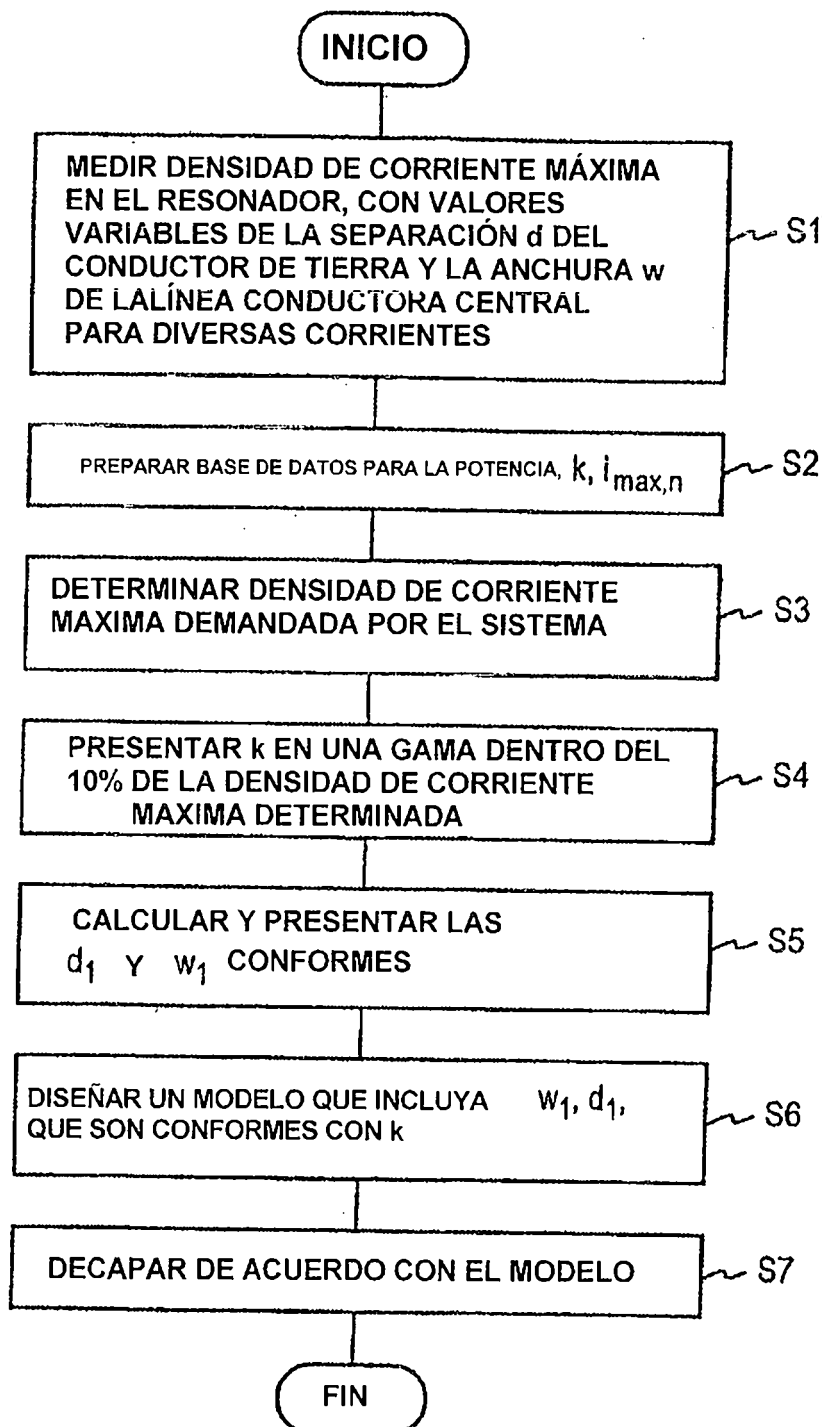 INICIO
MEDIR DENSIDAD DE CORRIENTE MÁXIMA
EN EL RESONADOR, CON VALORES
VARIABLES DE LA SEPARACIÓN d DEL
CONDUCTOR DE TIERRA Y LA ANCHURA w
DE LALÍNEA CONDUCTORA CENTRAL
PARA DIVERSAS CORRIENTES
S1
PREPARAR BASE DE DATOS PARA LA POTENCIA, k, i max,n
S2
DETERMINAR DENSIDAD DE CORRIENTE
MAXIMA DEMANDADA POR EL SISTEMA
S3
PRESENTAR k EN UNA GAMA DENTRO DEL
10% DE LA DENSIDAD DE CORRIENTE
MAXIMA DETERMINADA
S4
CALCULAR Y PRESENTAR LAS
d1 Y w1 CONFORMES
S5
DISEÑAR UN MODELO QUE INCLUYA w1, d1,
QUE SON CONFORMES CON k
S6
DECAPAR DE ACUERDO CON EL MODELO
S7
FIN